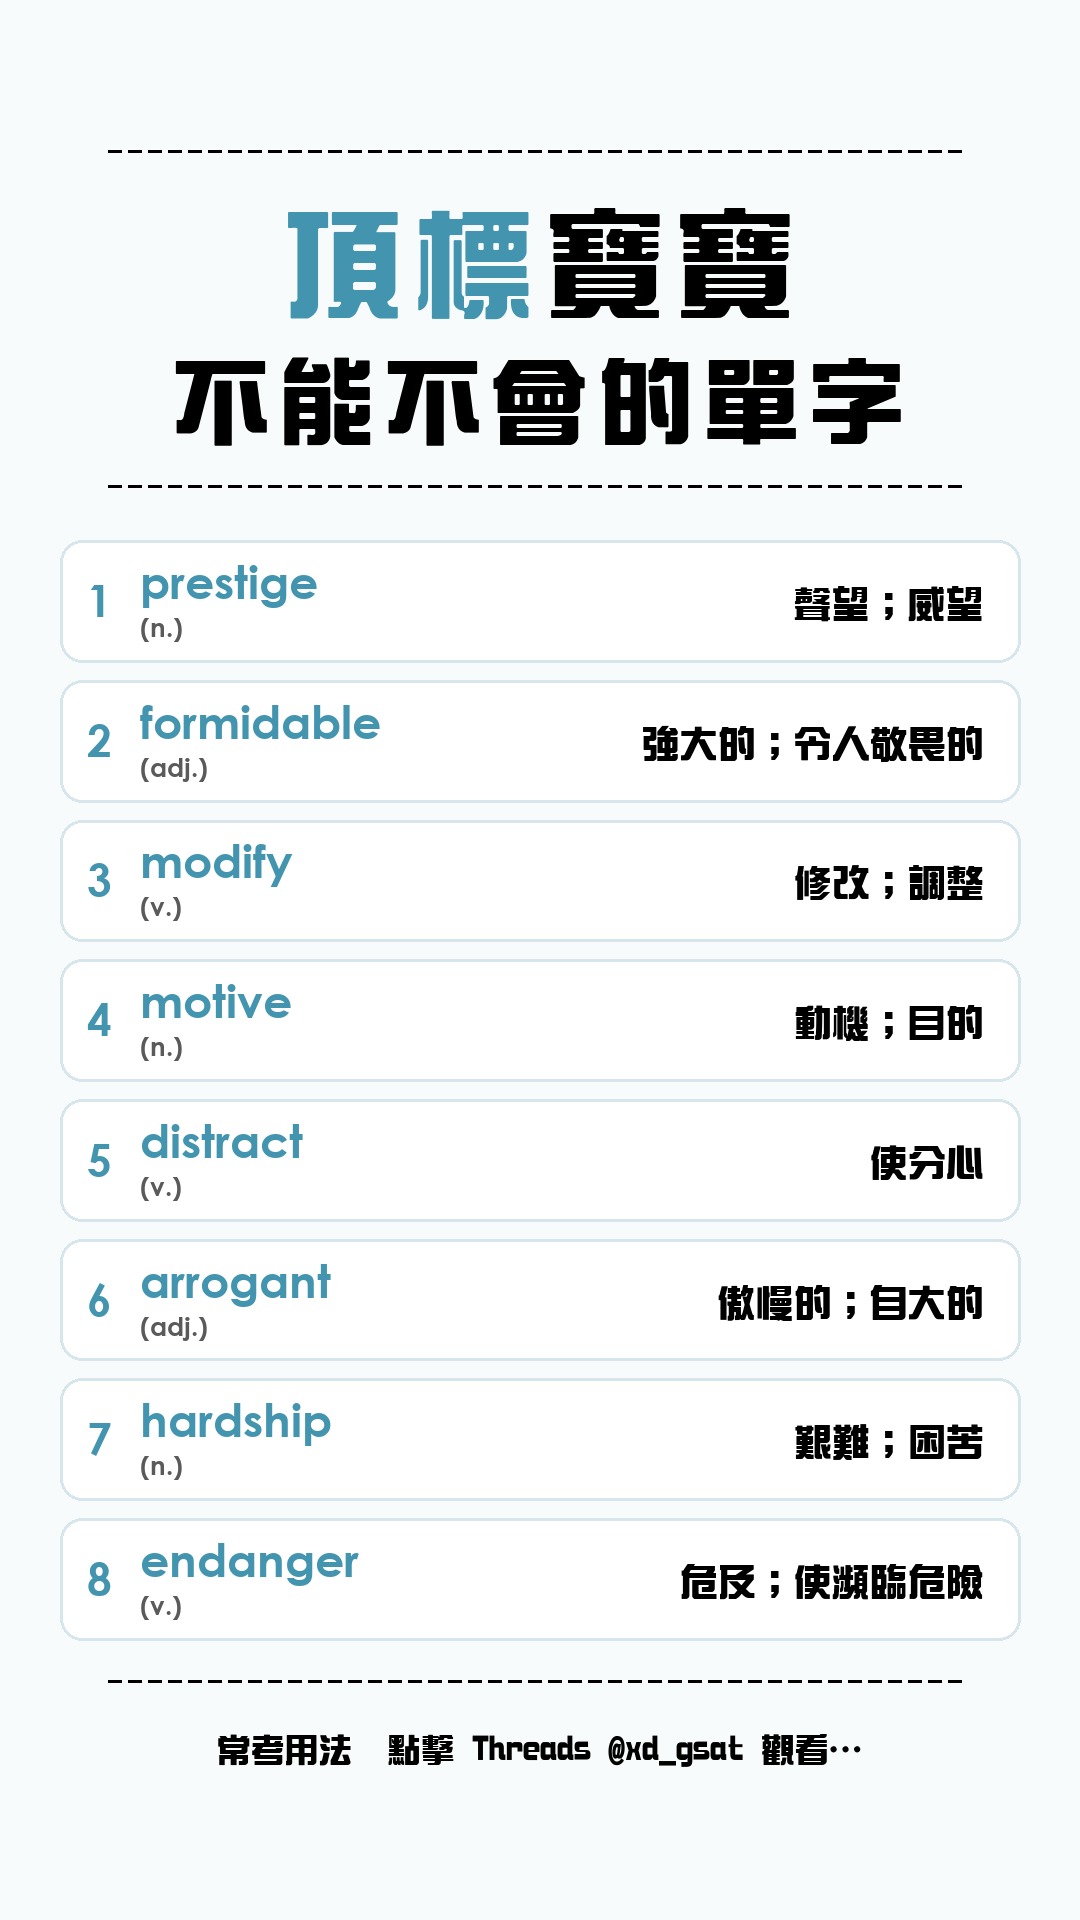 頂標寶寶
不能不會的單字
1 prestige 聲望；威望
(n.)
2 formidable 強大的；令人敬畏的
(adj.)
3 modify 修改；調整
(v.)
4 motive 動機；目的
(n.)
5 distract 使分心
(v.)
6 arrogant 傲慢的；自大的
(adj.)
7 hardship 艱難；困苦
(n.)
8 endanger 危及；使瀕臨危險
(v.)
常考用法 點擊 Threads @xd_gsat 觀看…